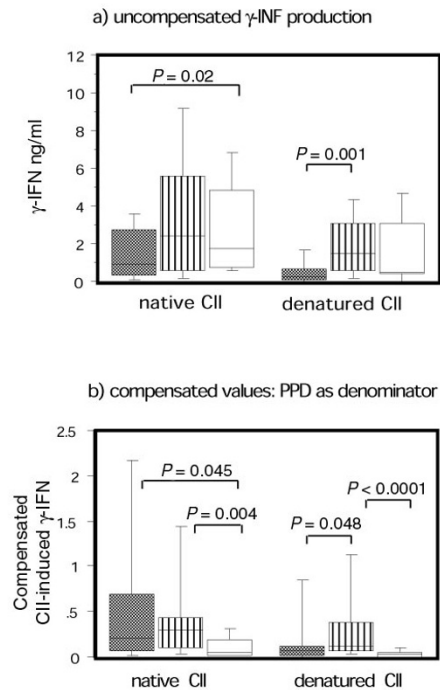 a) uncompensated γ-INF production
γ-IFN ng/ml
12
10
8
6
4
2
0
P = 0.02
P = 0.001
native CII
denatured CII
b) compensated values: PPD as denominator
Compensated
CII-induced γ-IFN
2.5
2
1.5
1
.5
0
P = 0.045
P = 0.004
P < 0.0001
P = 0.048
native CII
denatured CII